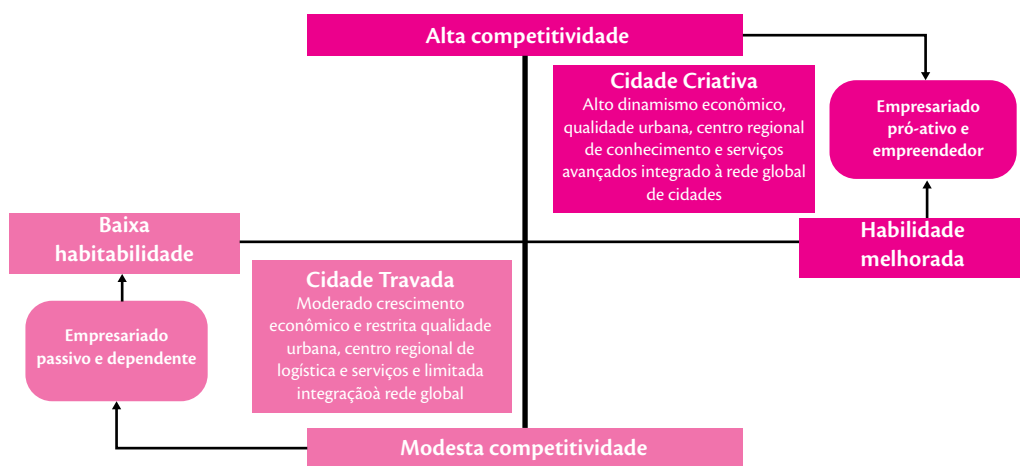 Alta competitividade
Cidade Criativa
Alto dinamismo econômico,
qualidade urbana, centro regional
de conhecimento e serviços
avançados integrado à rede global
de cidades
Empresariado
pró-ativo e
empreendedor
Baixa
habitabilidade
Habilidade
melhorada
Cidade Travada
Moderado crescimento
econômico e restrita qualidade
urbana, centro regional de
logística e serviços e limitada
integraçãoà rede global
Empresariado
passivo e dependente
Modesta competitividade